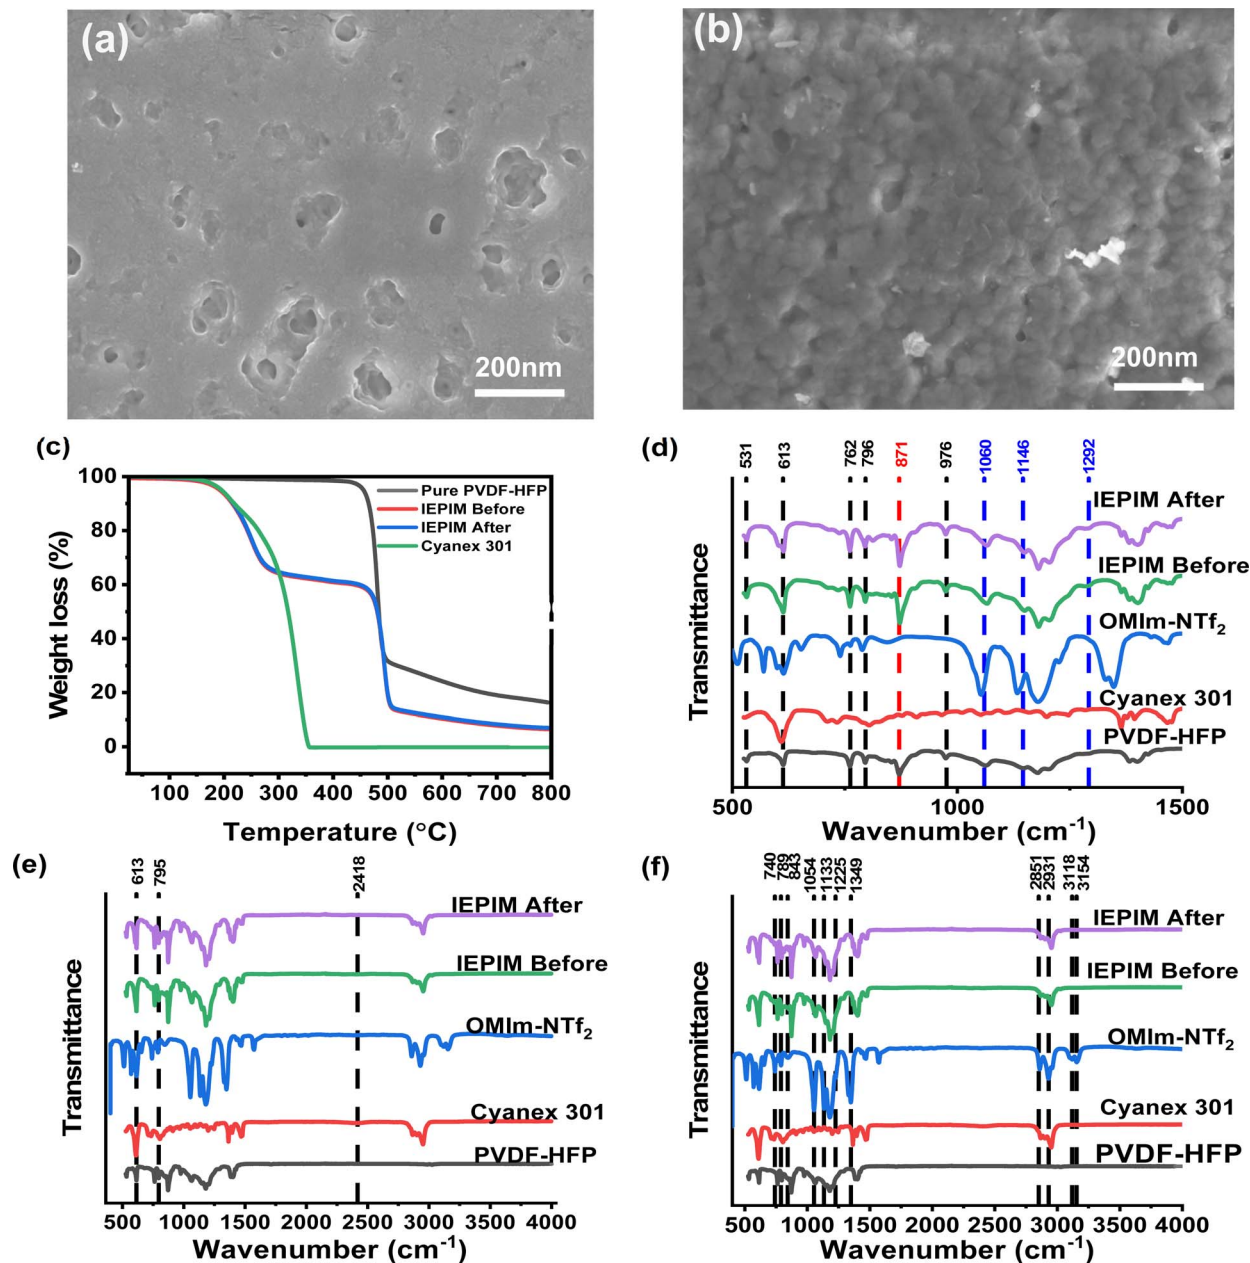 (a)
200nm
(b)
200nm
(c)
100
80
60
40
20
0
Weight loss (%)
Pure PVDF-HFP
IEPIM Before
IEPIM After
Cyanex 301
100 200 300 400 500 600 700 800
Temperature (°C)
(d)
531
613
762
796
871
976
1060
1146
1292
IEPIM After
IEPIM Before
OMIm-NTf₂
Cyanex 301
PVDF-HFP
Transmittance
500 1000 1500
Wavenumber (cm⁻¹)
(e)
613
795
2418
IEPIM After
IEPIM Before
OMIm-NTf₂
Cyanex 301
PVDF-HFP
Transmittance
500 1000 1500 2000 2500 3000 3500 4000
Wavenumber (cm⁻¹)
(f)
740
789
843
1054
1133
1225
1349
2851
2931
3118
3154
IEPIM After
IEPIM Before
OMIm-NTf₂
Cyanex 301
PVDF-HFP
Transmittance
500 1000 1500 2000 2500 3000 3500 4000
Wavenumber (cm⁻¹)